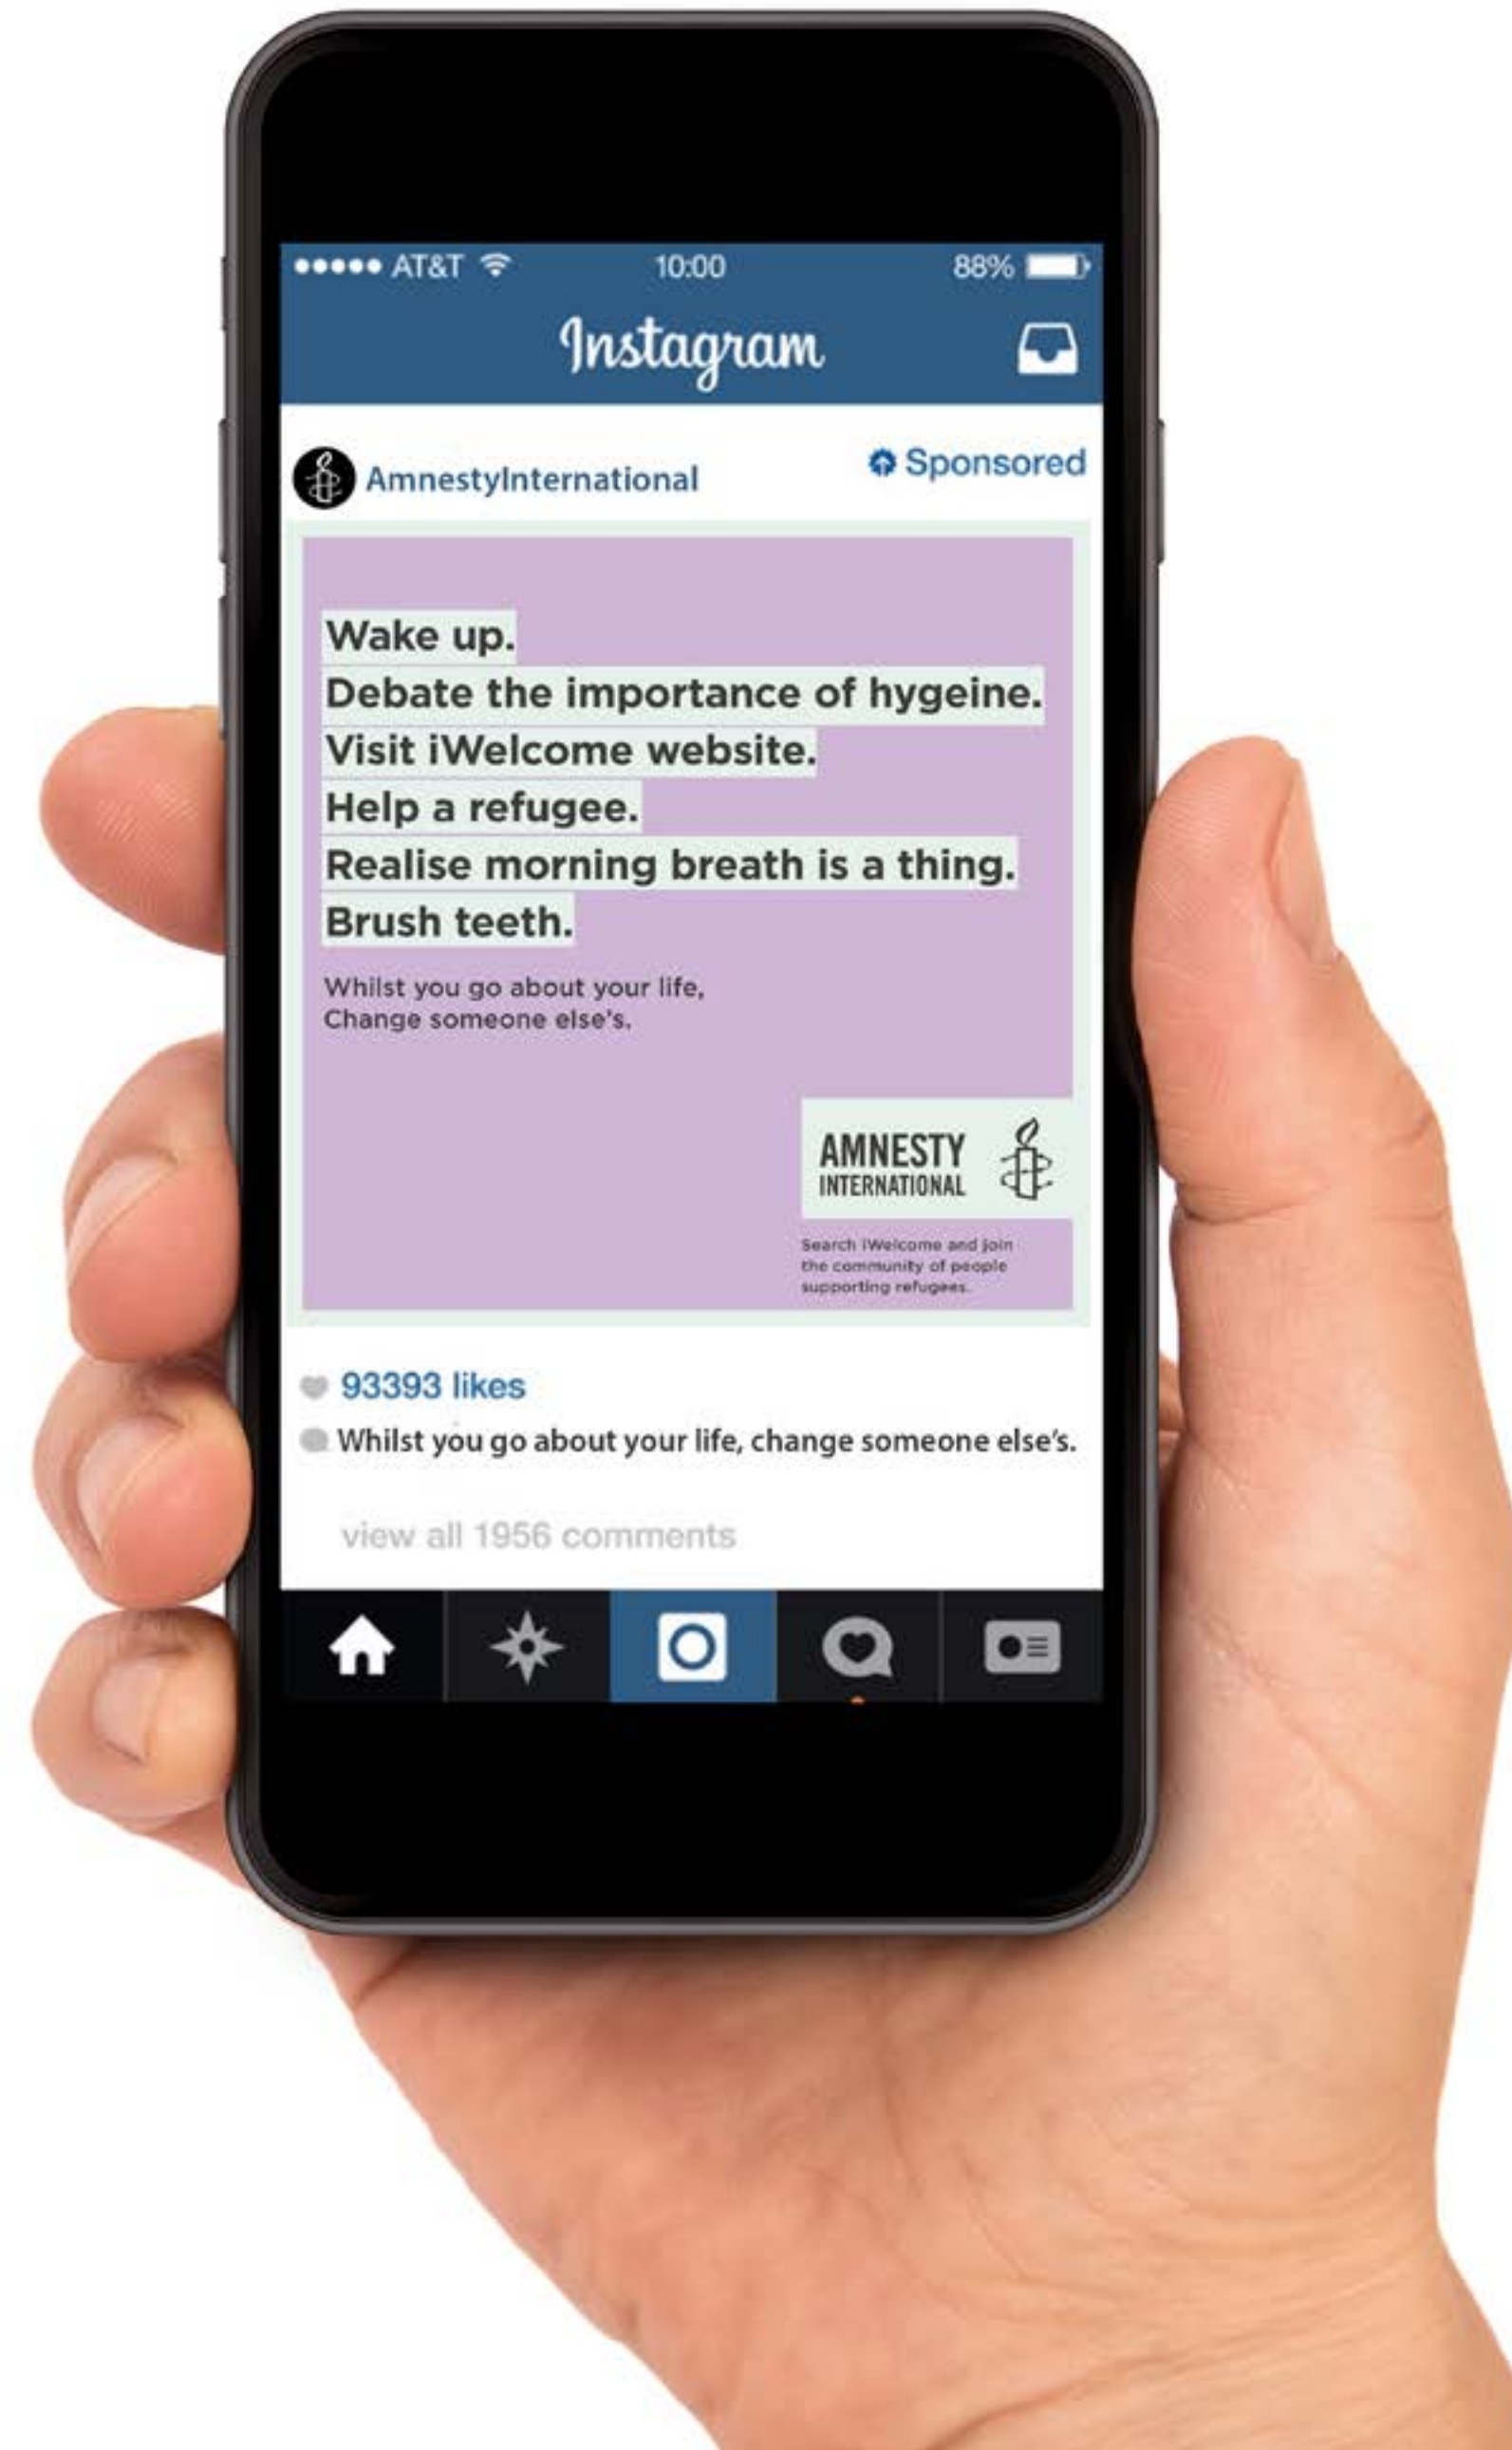 AT&T 10:00 88%
Instagram
AmnestyInternational Sponsored
Wake up.
Debate the importance of hygeine.
Visit iWelcome website.
Help a refugee.
Realise morning breath is a thing.
Brush teeth.
Whilst you go about your life,
Change someone else's.
AMNESTY
INTERNATIONAL
Search iWelcome and join
the community of people
supporting refugees.
93393 likes
Whilst you go about your life, change someone else's.
view all 1956 comments